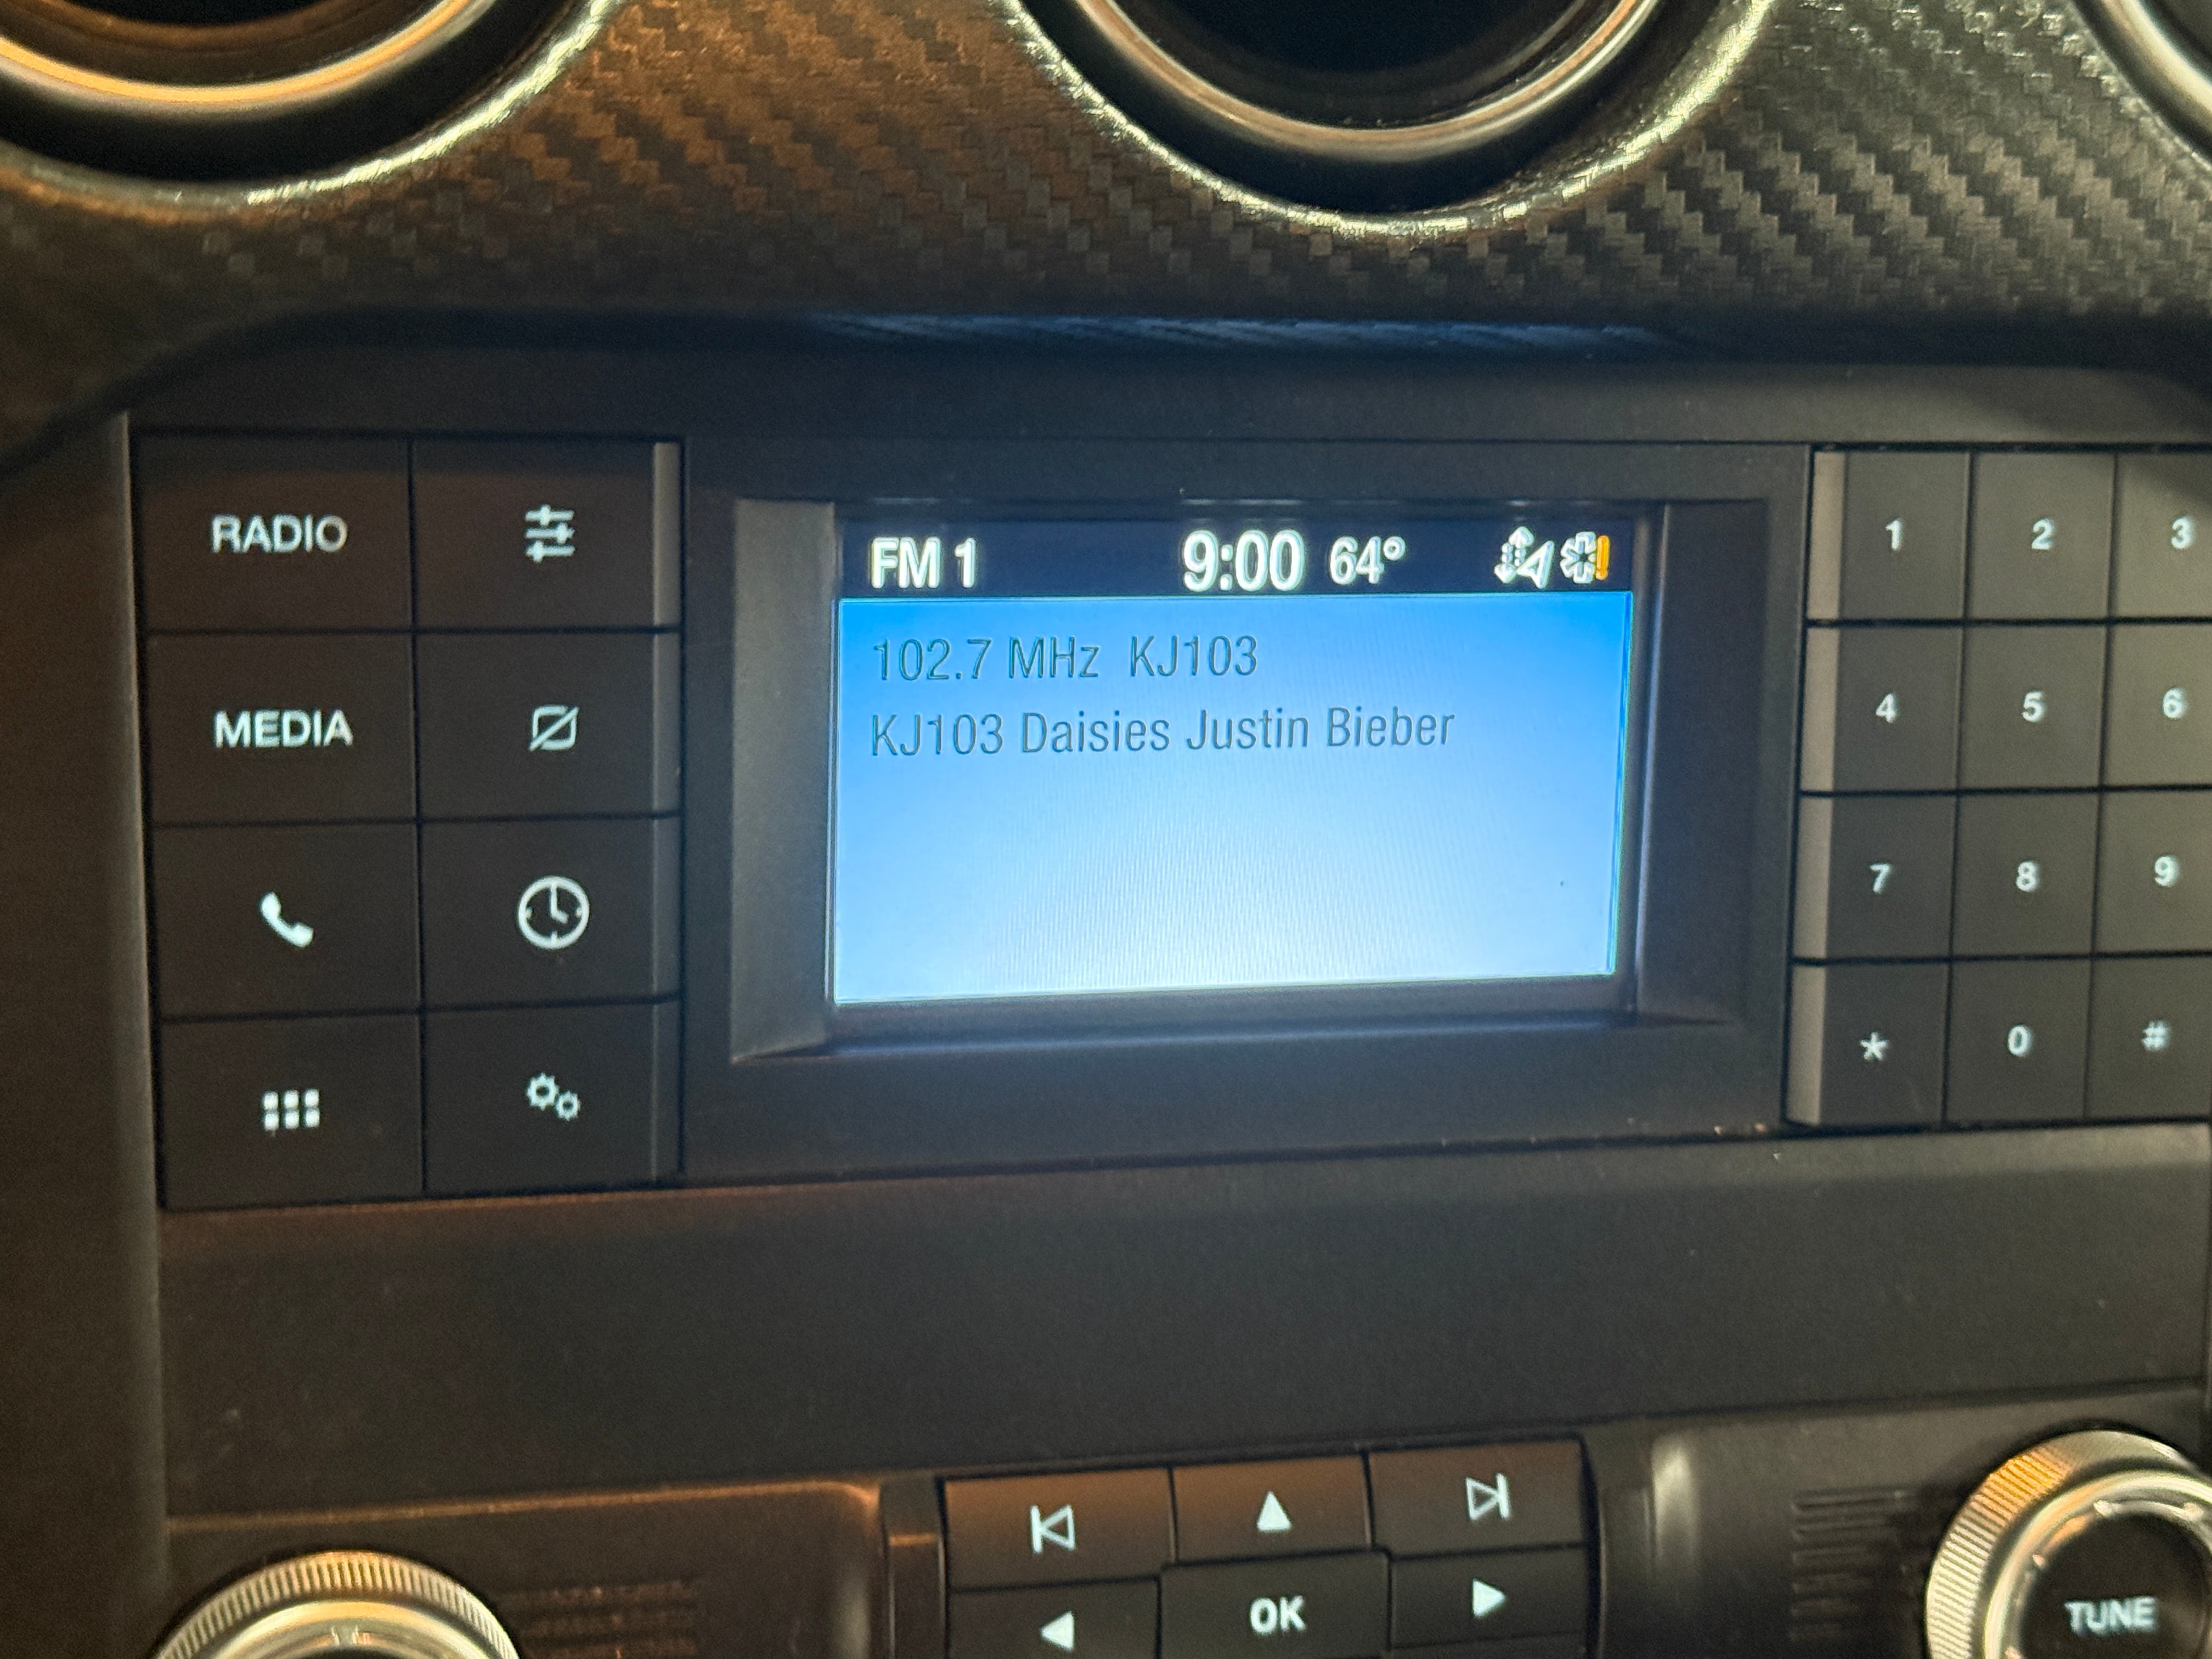 FM 1 9:00 64°
102.7 MHz KJ103
KJ103 Daisies Justin Bieber
RADIO
MEDIA
1 2 3
4 5 6
7 8 9
* 0 #
OK
TUNE